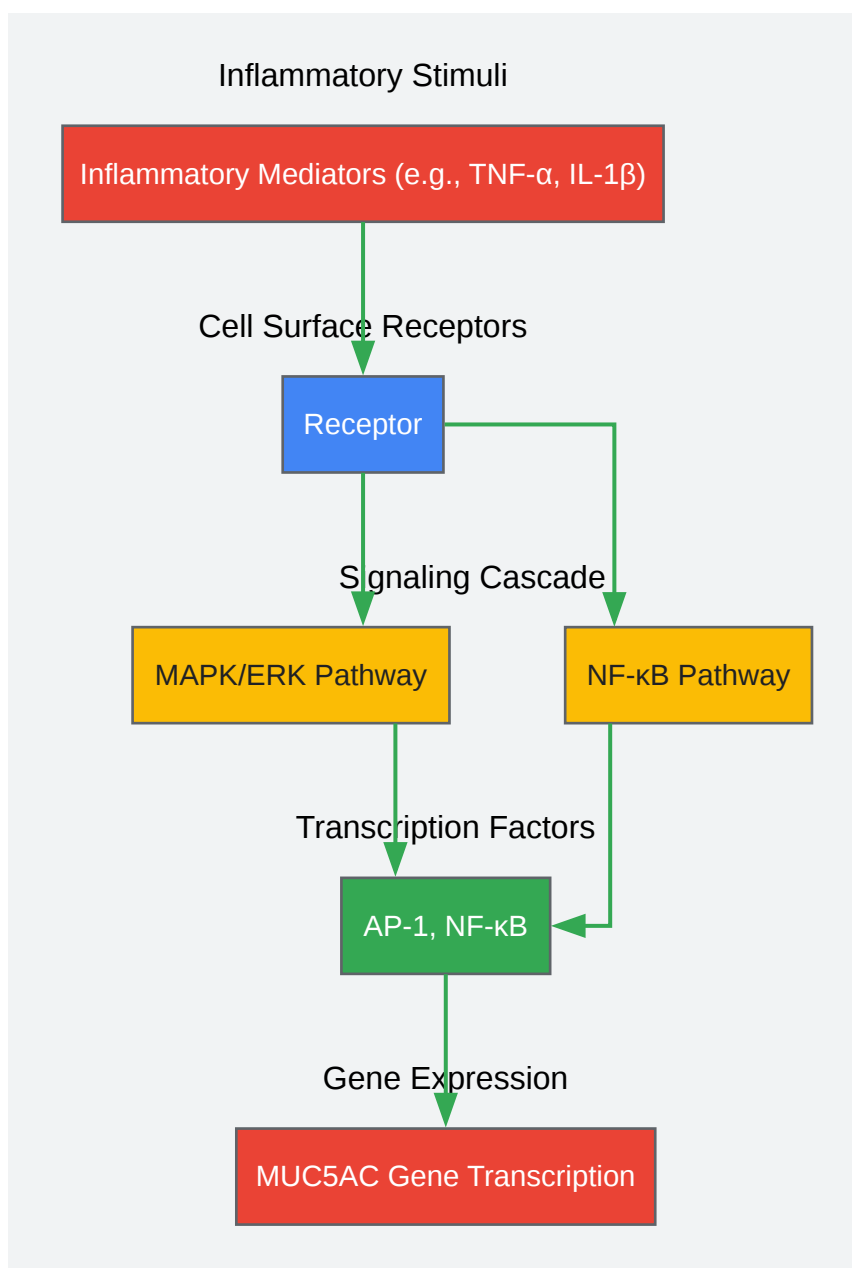 Inflammatory Stimuli
Inflammatory Mediators (e.g., TNF-α, IL-1β)
Cell Surface Receptors
Receptor
Signaling Cascade
MAPK/ERK Pathway
NF-κB Pathway
Transcription Factors
AP-1, NF-κB
Gene Expression
MUC5AC Gene Transcription